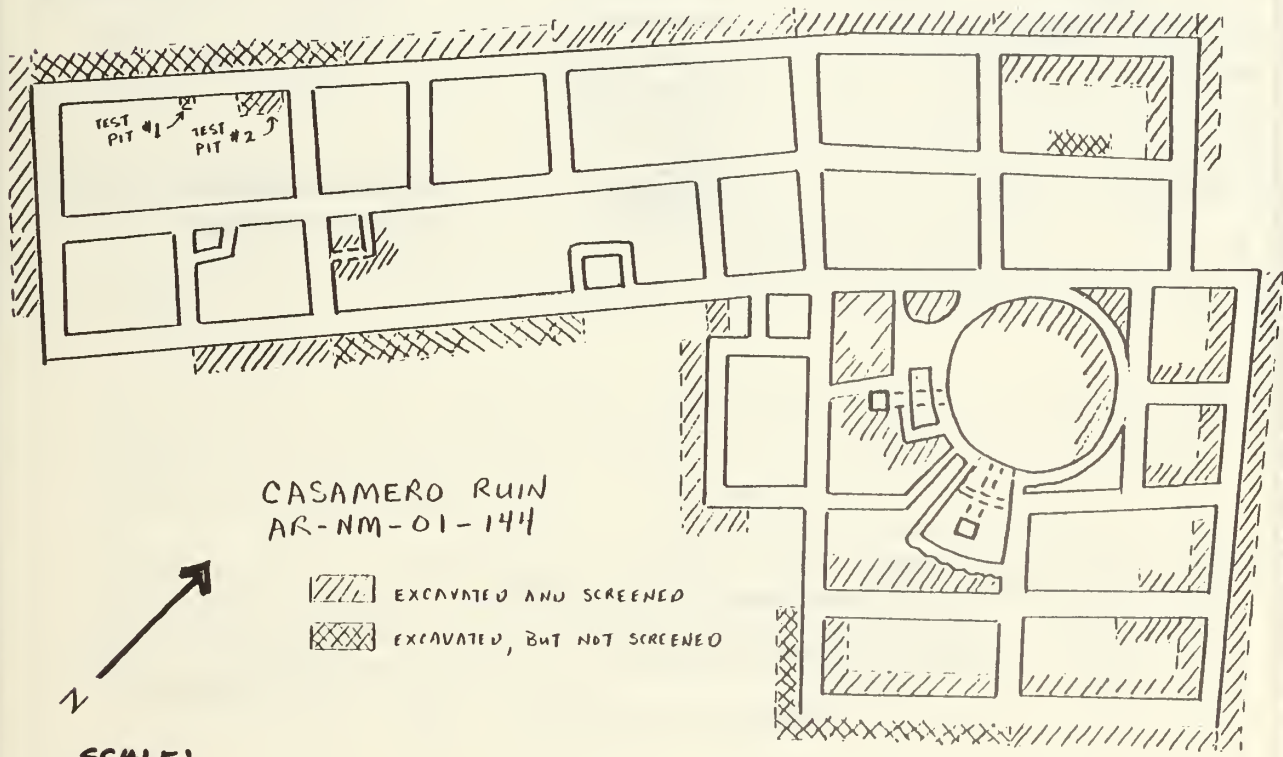 TEST
PIT #1
TEST
PIT #2
CASAMERO RUIN
AR-NM-01-144
EXCAVATED AND SCREENED
EXCAVATED, BUT NOT SCREENED
N
SCALE: